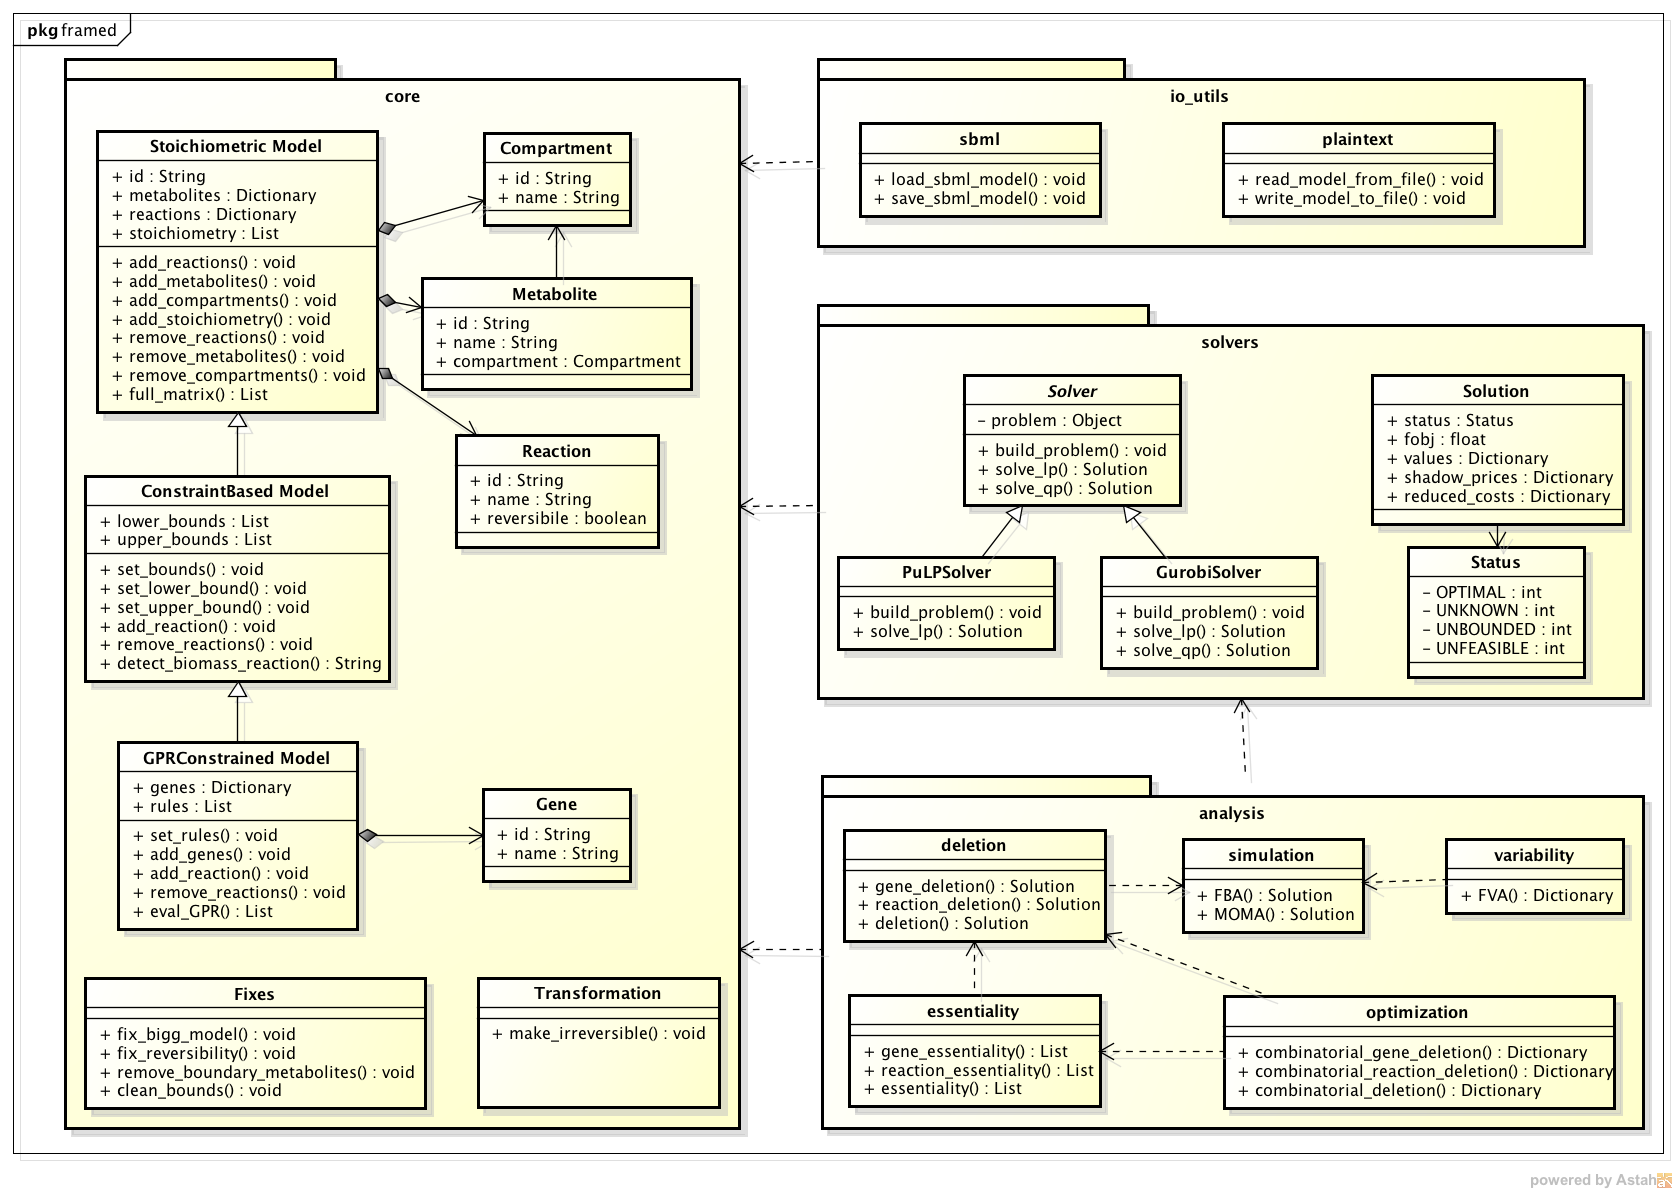 pkg framed
core
Stoichiometric Model
+ id : String
+ metabolites : Dictionary
+ reactions : Dictionary
+ stoichiometry : List
+ add_reactions() : void
+ add_metabolites() : void
+ add_compartments() : void
+ add_stoichiometry() : void
+ remove_reactions() : void
+ remove_metabolites() : void
+ remove_compartments() : void
+ full_matrix() : List
Compartment
+ id : String
+ name : String
Metabolite
+ id : String
+ name : String
+ compartment : Compartment
Reaction
+ id : String
+ name : String
+ reversibile : boolean
ConstraintBased Model
+ lower_bounds : List
+ upper_bounds : List
+ set_bounds() : void
+ set_lower_bound() : void
+ set_upper_bound() : void
+ add_reaction() : void
+ remove_reactions() : void
+ detect_biomass_reaction() : String
GPRConstrained Model
+ genes : Dictionary
+ rules : List
+ set_rules() : void
+ add_genes() : void
+ add_reaction() : void
+ remove_reactions() : void
+ eval_GPR() : List
Gene
+ id : String
+ name : String
Fixes
+ fix_bigg_model() : void
+ fix_reversibility() : void
+ remove_boundary_metabolites() : void
+ clean_bounds() : void
Transformation
+ make_irreversible() : void
io_utils
sbml
+ load_sbml_model() : void
+ save_sbml_model() : void
plaintext
+ read_model_from_file() : void
+ write_model_to_file() : void
solvers
Solver
- problem : Object
+ build_problem() : void
+ solve_lp() : Solution
+ solve_qp() : Solution
Solution
+ status : Status
+ fobj : float
+ values : Dictionary
+ shadow_prices : Dictionary
+ reduced_costs : Dictionary
PuLPSolver
+ build_problem() : void
+ solve_lp() : Solution
GurobiSolver
+ build_problem() : void
+ solve_lp() : Solution
+ solve_qp() : Solution
Status
- OPTIMAL : int
- UNKNOWN : int
- UNBOUNDED : int
- UNFEASIBLE : int
analysis
deletion
+ gene_deletion() : Solution
+ reaction_deletion() : Solution
+ deletion() : Solution
simulation
+ FBA() : Solution
+ MOMA() : Solution
variability
+ FVA() : Dictionary
essentiality
+ gene_essentiality() : List
+ reaction_essentiality() : List
+ essentiality() : List
optimization
+ combinatorial_gene_deletion() : Dictionary
+ combinatorial_reaction_deletion() : Dictionary
+ combinatorial_deletion() : Dictionary
powered by Astah